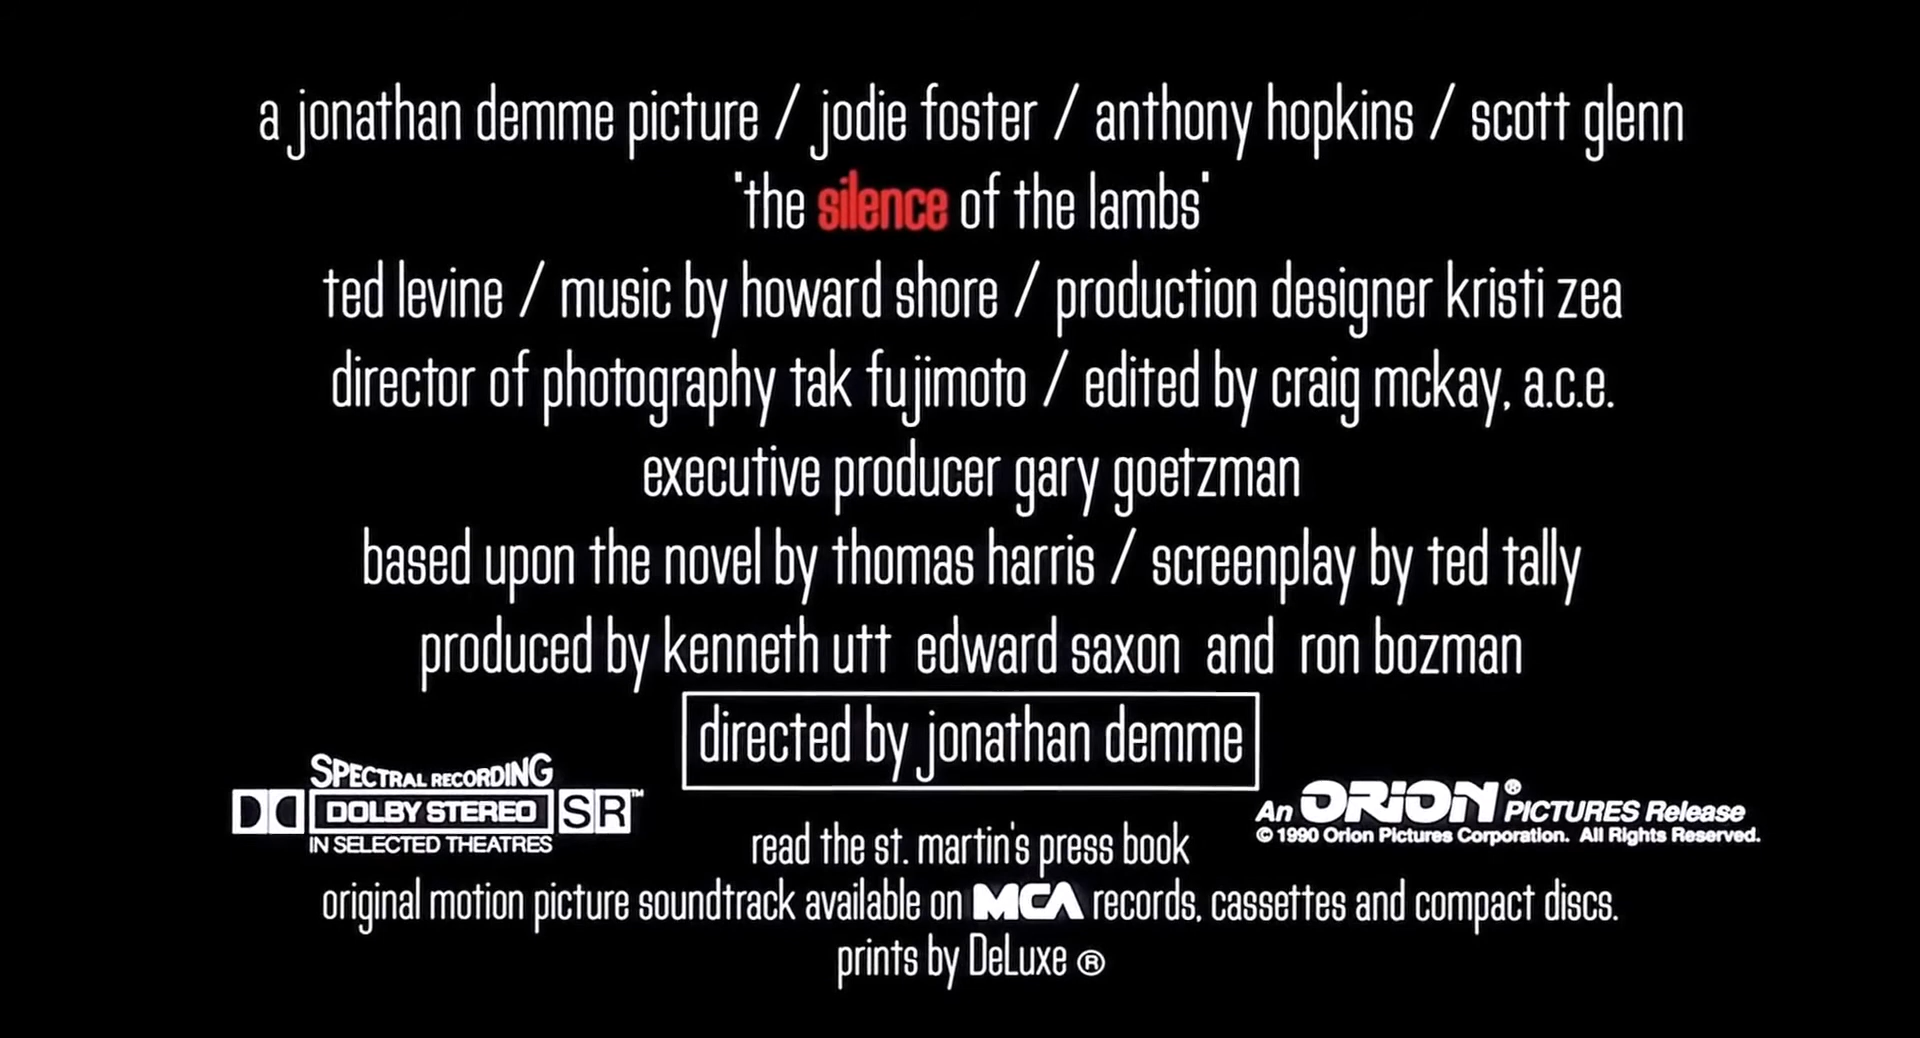 a jonathan demme picture / jodie foster / anthony hopkins / scott glenn
"the silence of the lambs"
ted levine / music by howard shore / production designer kristi zea
director of photography tak fujimoto / edited by craig mckay, a.c.e.
executive producer gary goetzman
based upon the novel by thomas harris / screenplay by ted tally
produced by kenneth utt edward saxon and ron bozman
directed by jonathan demme
SPECTRAL RECORDING
DOLBY STEREO SR™
IN SELECTED THEATRES
An ORION® PICTURES Release
© 1990 Orion Pictures Corporation. All Rights Reserved.
read the st. martin's press book
original motion picture soundtrack available on MCA records, cassettes and compact discs.
prints by DeLuxe ®